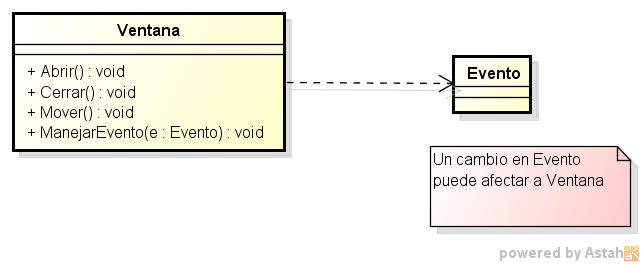 Ventana
+ Abrir() : void
+ Cerrar() : void
+ Mover() : void
+ ManejarEvento(e : Evento) : void
Evento
Un cambio en Evento
puede afectar a Ventana
powered by Astah